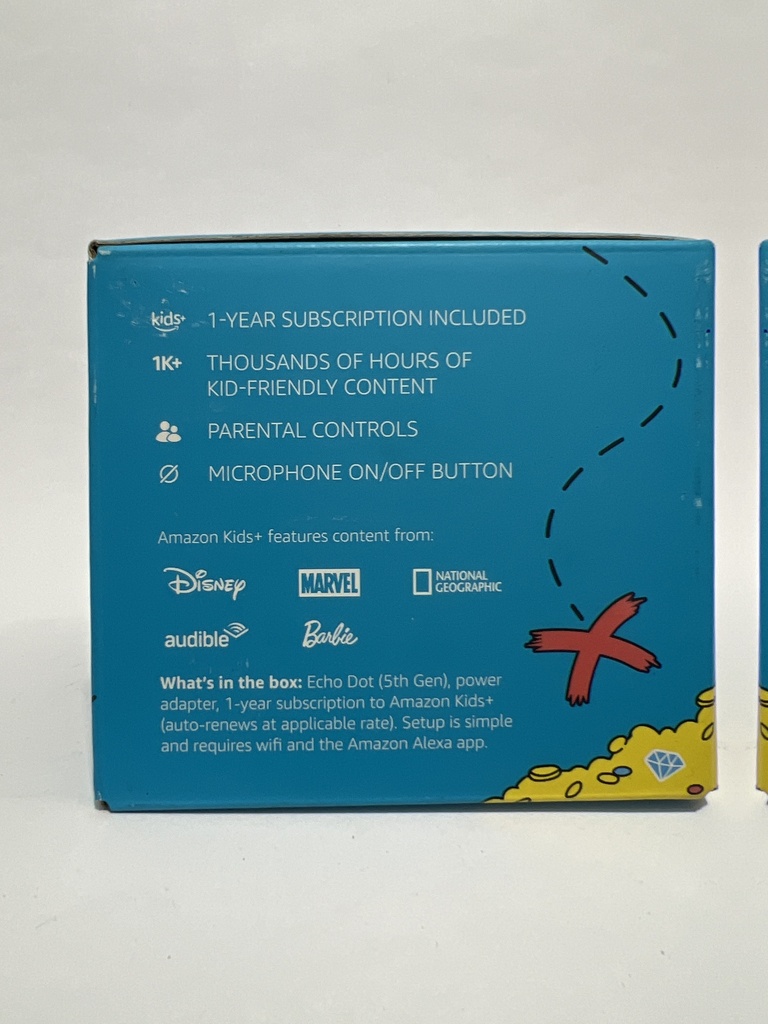 kids+ 1-YEAR SUBSCRIPTION INCLUDED
1K+ THOUSANDS OF HOURS OF
KID-FRIENDLY CONTENT
PARENTAL CONTROLS
MICROPHONE ON/OFF BUTTON
Amazon Kids+ features content from:
Disney MARVEL NATIONAL
GEOGRAPHIC
audible Barbie
What's in the box: Echo Dot (5th Gen), power
adapter, 1-year subscription to Amazon Kids+
(auto-renews at applicable rate). Setup is simple
and requires wifi and the Amazon Alexa app.